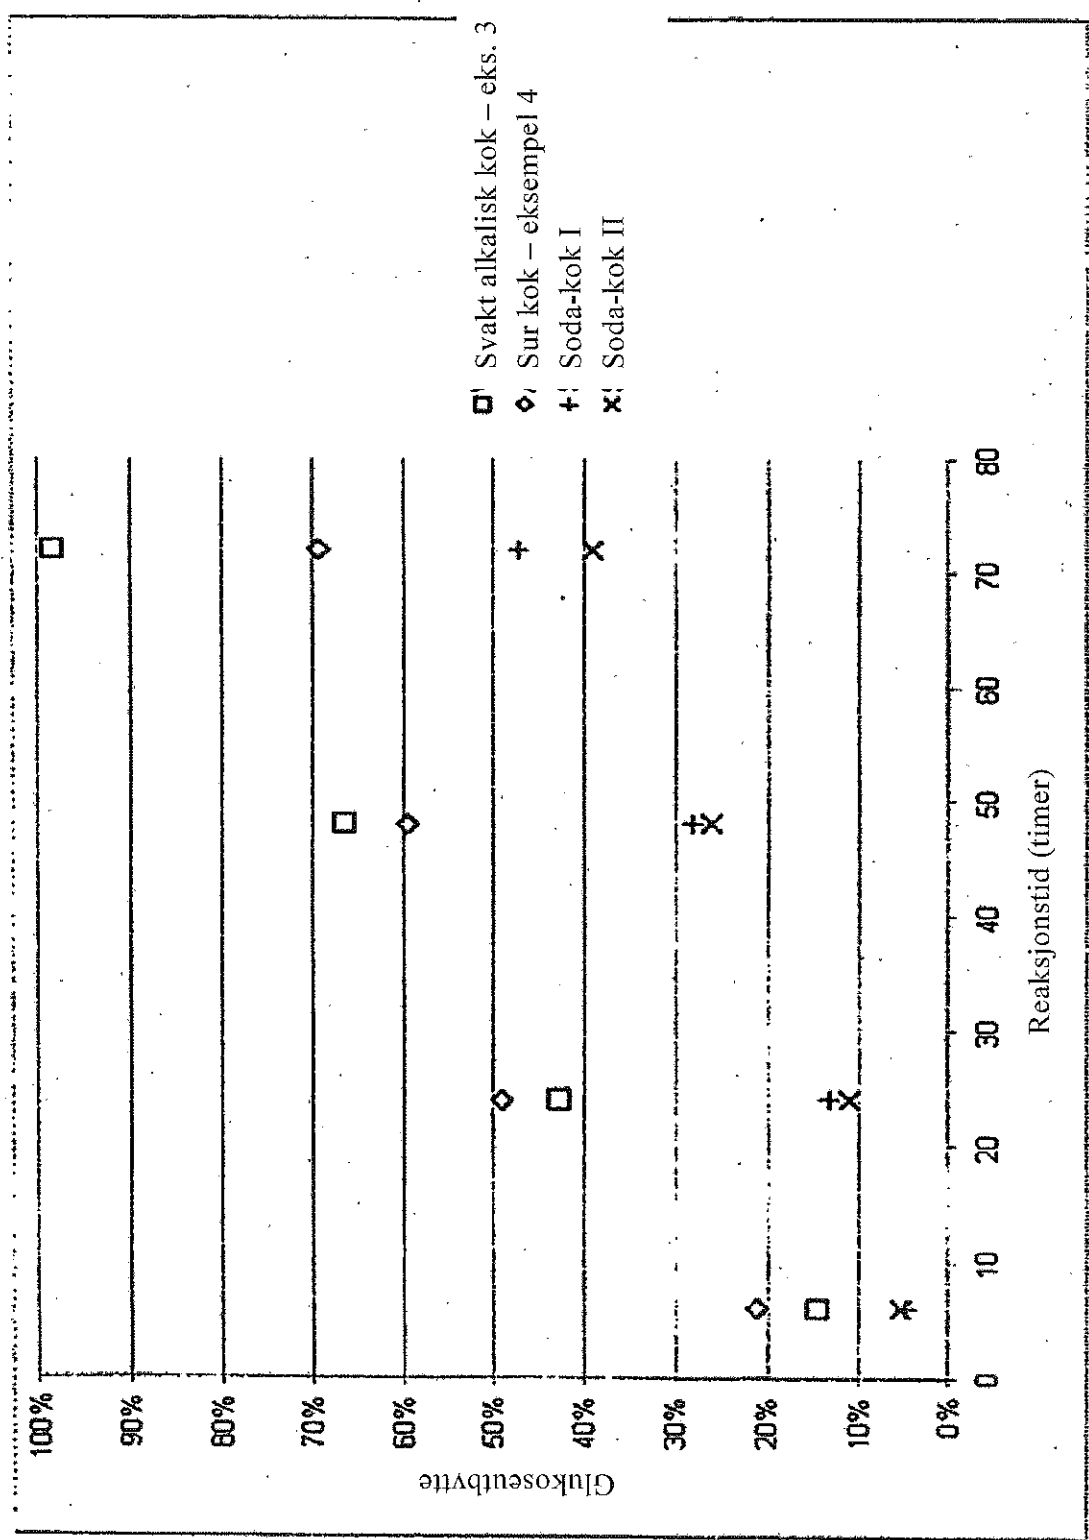 Glukoseutbytte
100%
90%
80%
70%
60%
50%
40%
30%
20%
10%
0%
0 10 20 30 40 50 60 70 80
Reaksjonstid (timer)
Svakt alkalisk kok – eks. 3
Sur kok – eksempel 4
Soda-kok I
Soda-kok II